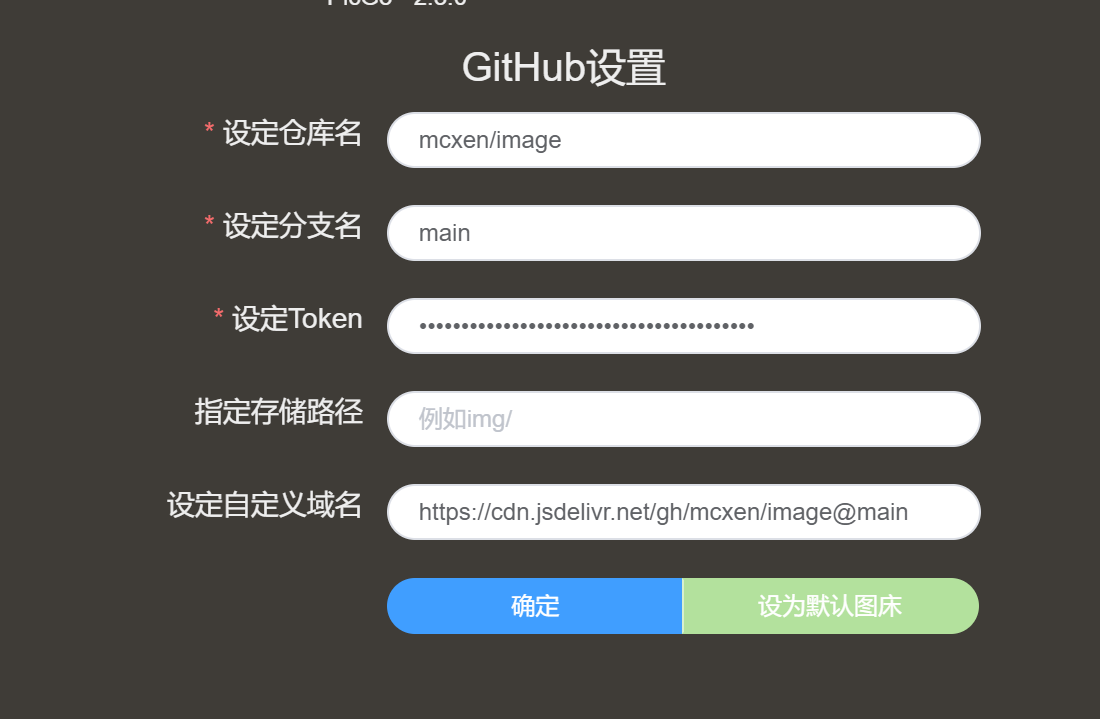 GitHub设置
* 设定仓库名 mcxen/image
* 设定分支名 main
* 设定Token ••••••••••••••••••••••••••••••••••••••••
指定存储路径 例如img/
设定自定义域名 https://cdn.jsdelivr.net/gh/mcxen/image@main
确定 设为默认图床